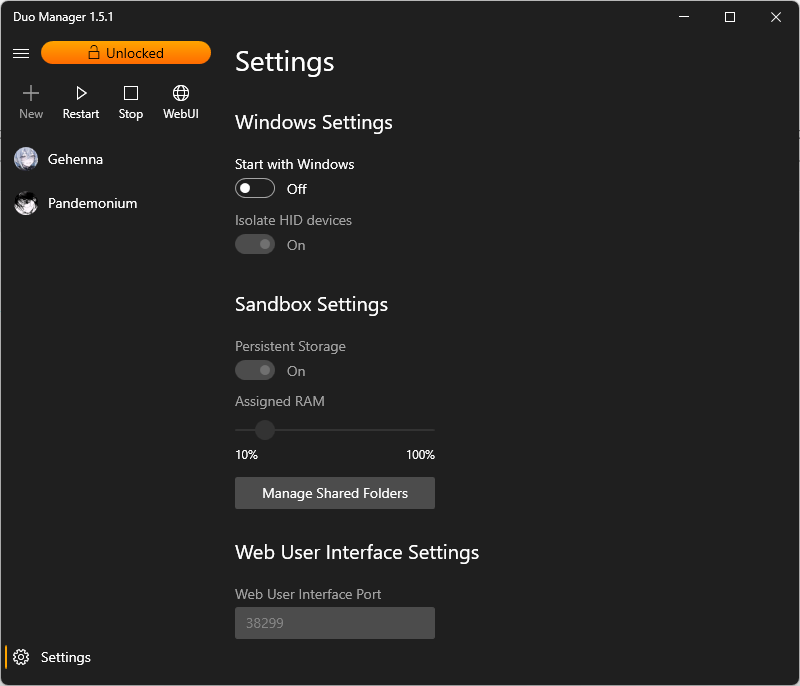 Duo Manager 1.5.1
Unlocked
New Restart Stop WebUI
Gehenna
Pandemonium
Settings
Settings
Windows Settings
Start with Windows
Off
Isolate HID devices
On
Sandbox Settings
Persistent Storage
On
Assigned RAM
10% 100%
Manage Shared Folders
Web User Interface Settings
Web User Interface Port
38299